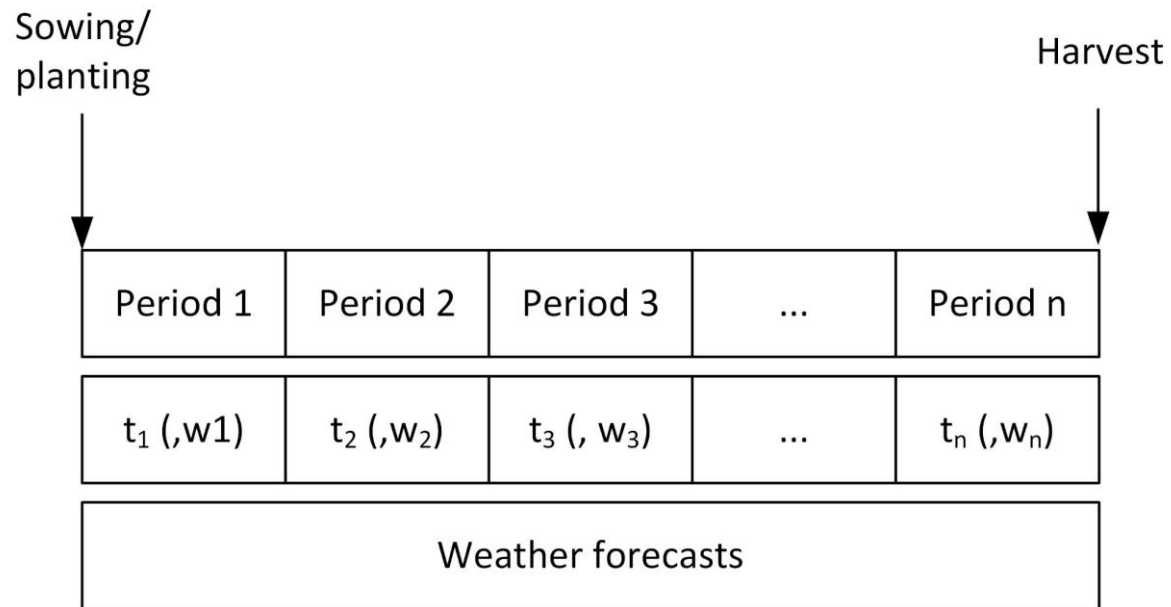 Sowing/
planting
Harvest
Period 1 Period 2 Period 3 ... Period n
t₁ (,w1) t₂ (,w₂) t₃ (, w₃) ... tₙ (,wₙ)
Weather forecasts